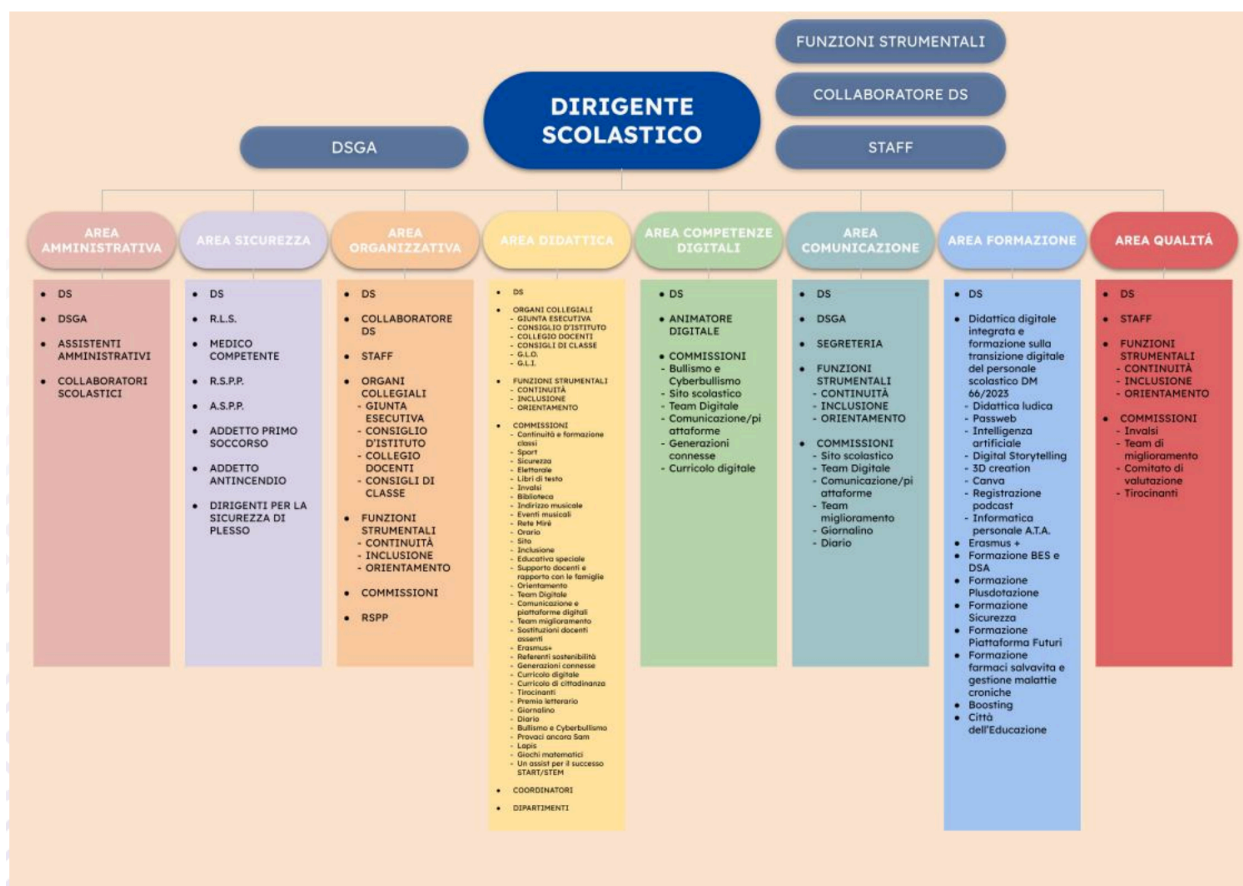 FUNZIONI STRUMENTALI
COLLABORATORE DS
STAFF
DIRIGENTE
SCOLASTICO
DSGA
AREA
AMMINISTRATIVA
● DS
● DSGA
● ASSISTENTI
AMMINISTRATIVI
● COLLABORATORI
SCOLASTICI
AREA SICUREZZA
● DS
● R.L.S.
● MEDICO
COMPETENTE
● R.S.P.P.
● A.S.P.P.
● ADDETTO PRIMO
SOCCORSO
● ADDETTO
ANTINCENDIO
● DIRIGENTI PER LA
SICUREZZA DI
PLESSO
AREA
ORGANIZZATIVA
● DS
● COLLABORATORE
DS
● STAFF
● ORGANI
COLLEGIALI
- GIUNTA
ESECUTIVA
- CONSIGLIO
D'ISTITUTO
- COLLEGIO
DOCENTI
- CONSIGLI DI
CLASSE
● FUNZIONI
STRUMENTALI
- CONTINUITÀ
- INCLUSIONE
- ORIENTAMENTO
● COMMISSIONI
● RSPP
AREA DIDATTICA
● DS
● ORGANI COLLEGIALI
- GIUNTA ESECUTIVA
- CONSIGLIO D'ISTITUTO
- COLLEGIO DOCENTI
- CONSIGLI DI CLASSE
- G.L.O.
- G.L.I.
● FUNZIONI STRUMENTALI
- CONTINUITÀ
- INCLUSIONE
- ORIENTAMENTO
● COMMISSIONI
- Continuità e formazione
classi
- Sport
- Sicurezza
- Elettorale
- Libri di testo
- Invalsi
- Biblioteca
- Indirizzo musicale
- Eventi musicali
- Rete Miré
- Orario
- Sito
- Inclusione
- Educativa speciale
- Supporto docenti e
rapporto con le famiglie
- Orientamento
- Team Digitale
- Comunicazione e
piattaforme digitali
- Team miglioramento
- Sostituzioni docenti
assenti
- Erasmus+
- Referenti sostenibilità
- Generazioni connesse
- Curricolo digitale
- Curricolo di cittadinanza
- Tirocinanti
- Premio letterario
- Giornalino
- Diario
- Bullismo e Cyberbullismo
- Provaci ancora Sam
- Lapis
- Giochi matematici
- Un assist per il successo
START/STEM
● COORDINATORI
● DIPARTIMENTI
AREA COMPETENZE
DIGITALI
● DS
● ANIMATORE
DIGITALE
● COMMISSIONI
- Bullismo e
Cyberbullismo
- Sito scolastico
- Team Digitale
- Comunicazione/pi
attaforme
- Generazioni
connesse
- Curricolo digitale
AREA
COMUNICAZIONE
● DS
● DSGA
● SEGRETERIA
● FUNZIONI
STRUMENTALI
- CONTINUITÀ
- INCLUSIONE
- ORIENTAMENTO
● COMMISSIONI
- Sito scolastico
- Team Digitale
- Comunicazione/pi
attaforme
- Team
miglioramento
- Giornalino
- Diario
AREA FORMAZIONE
● DS
● Didattica digitale
integrata e
formazione sulla
transizione digitale
del personale
scolastico DM
66/2023
- Didattica ludica
- Passweb
- Intelligenza
artificiale
- Digital Storytelling
- 3D creation
- Canva
- Registrazione
podcast
- Informatica
personale A.T.A.
● Erasmus +
● Formazione BES e
DSA
● Formazione
Plusdotazione
● Formazione
Sicurezza
● Formazione
Piattaforma Futuri
● Formazione
farmaci salvavita e
gestione malattie
croniche
● Boosting
● Città
dell'Educazione
AREA QUALITÁ
● DS
● STAFF
● FUNZIONI
STRUMENTALI
- CONTINUITÀ
- INCLUSIONE
- ORIENTAMENTO
● COMMISSIONI
- Invalsi
- Team di
miglioramento
- Comitato di
valutazione
- Tirocinanti